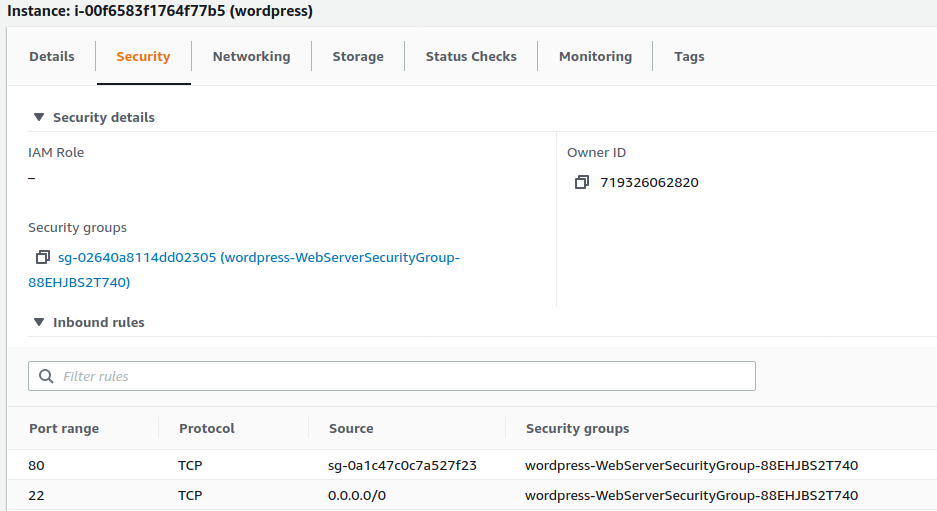 Instance: i-00f6583f1764f77b5 (wordpress)
Details Security Networking Storage Status Checks Monitoring Tags
Security details
IAM Role Owner ID
– 719326062820
Security groups
sg-02640a8114dd02305 (wordpress-WebServerSecurityGroup-
88EHJBS2T740)
Inbound rules
Filter rules
Port range Protocol Source Security groups
80 TCP sg-0a1c47c0c7a527f23 wordpress-WebServerSecurityGroup-88EHJBS2T740
22 TCP 0.0.0.0/0 wordpress-WebServerSecurityGroup-88EHJBS2T740